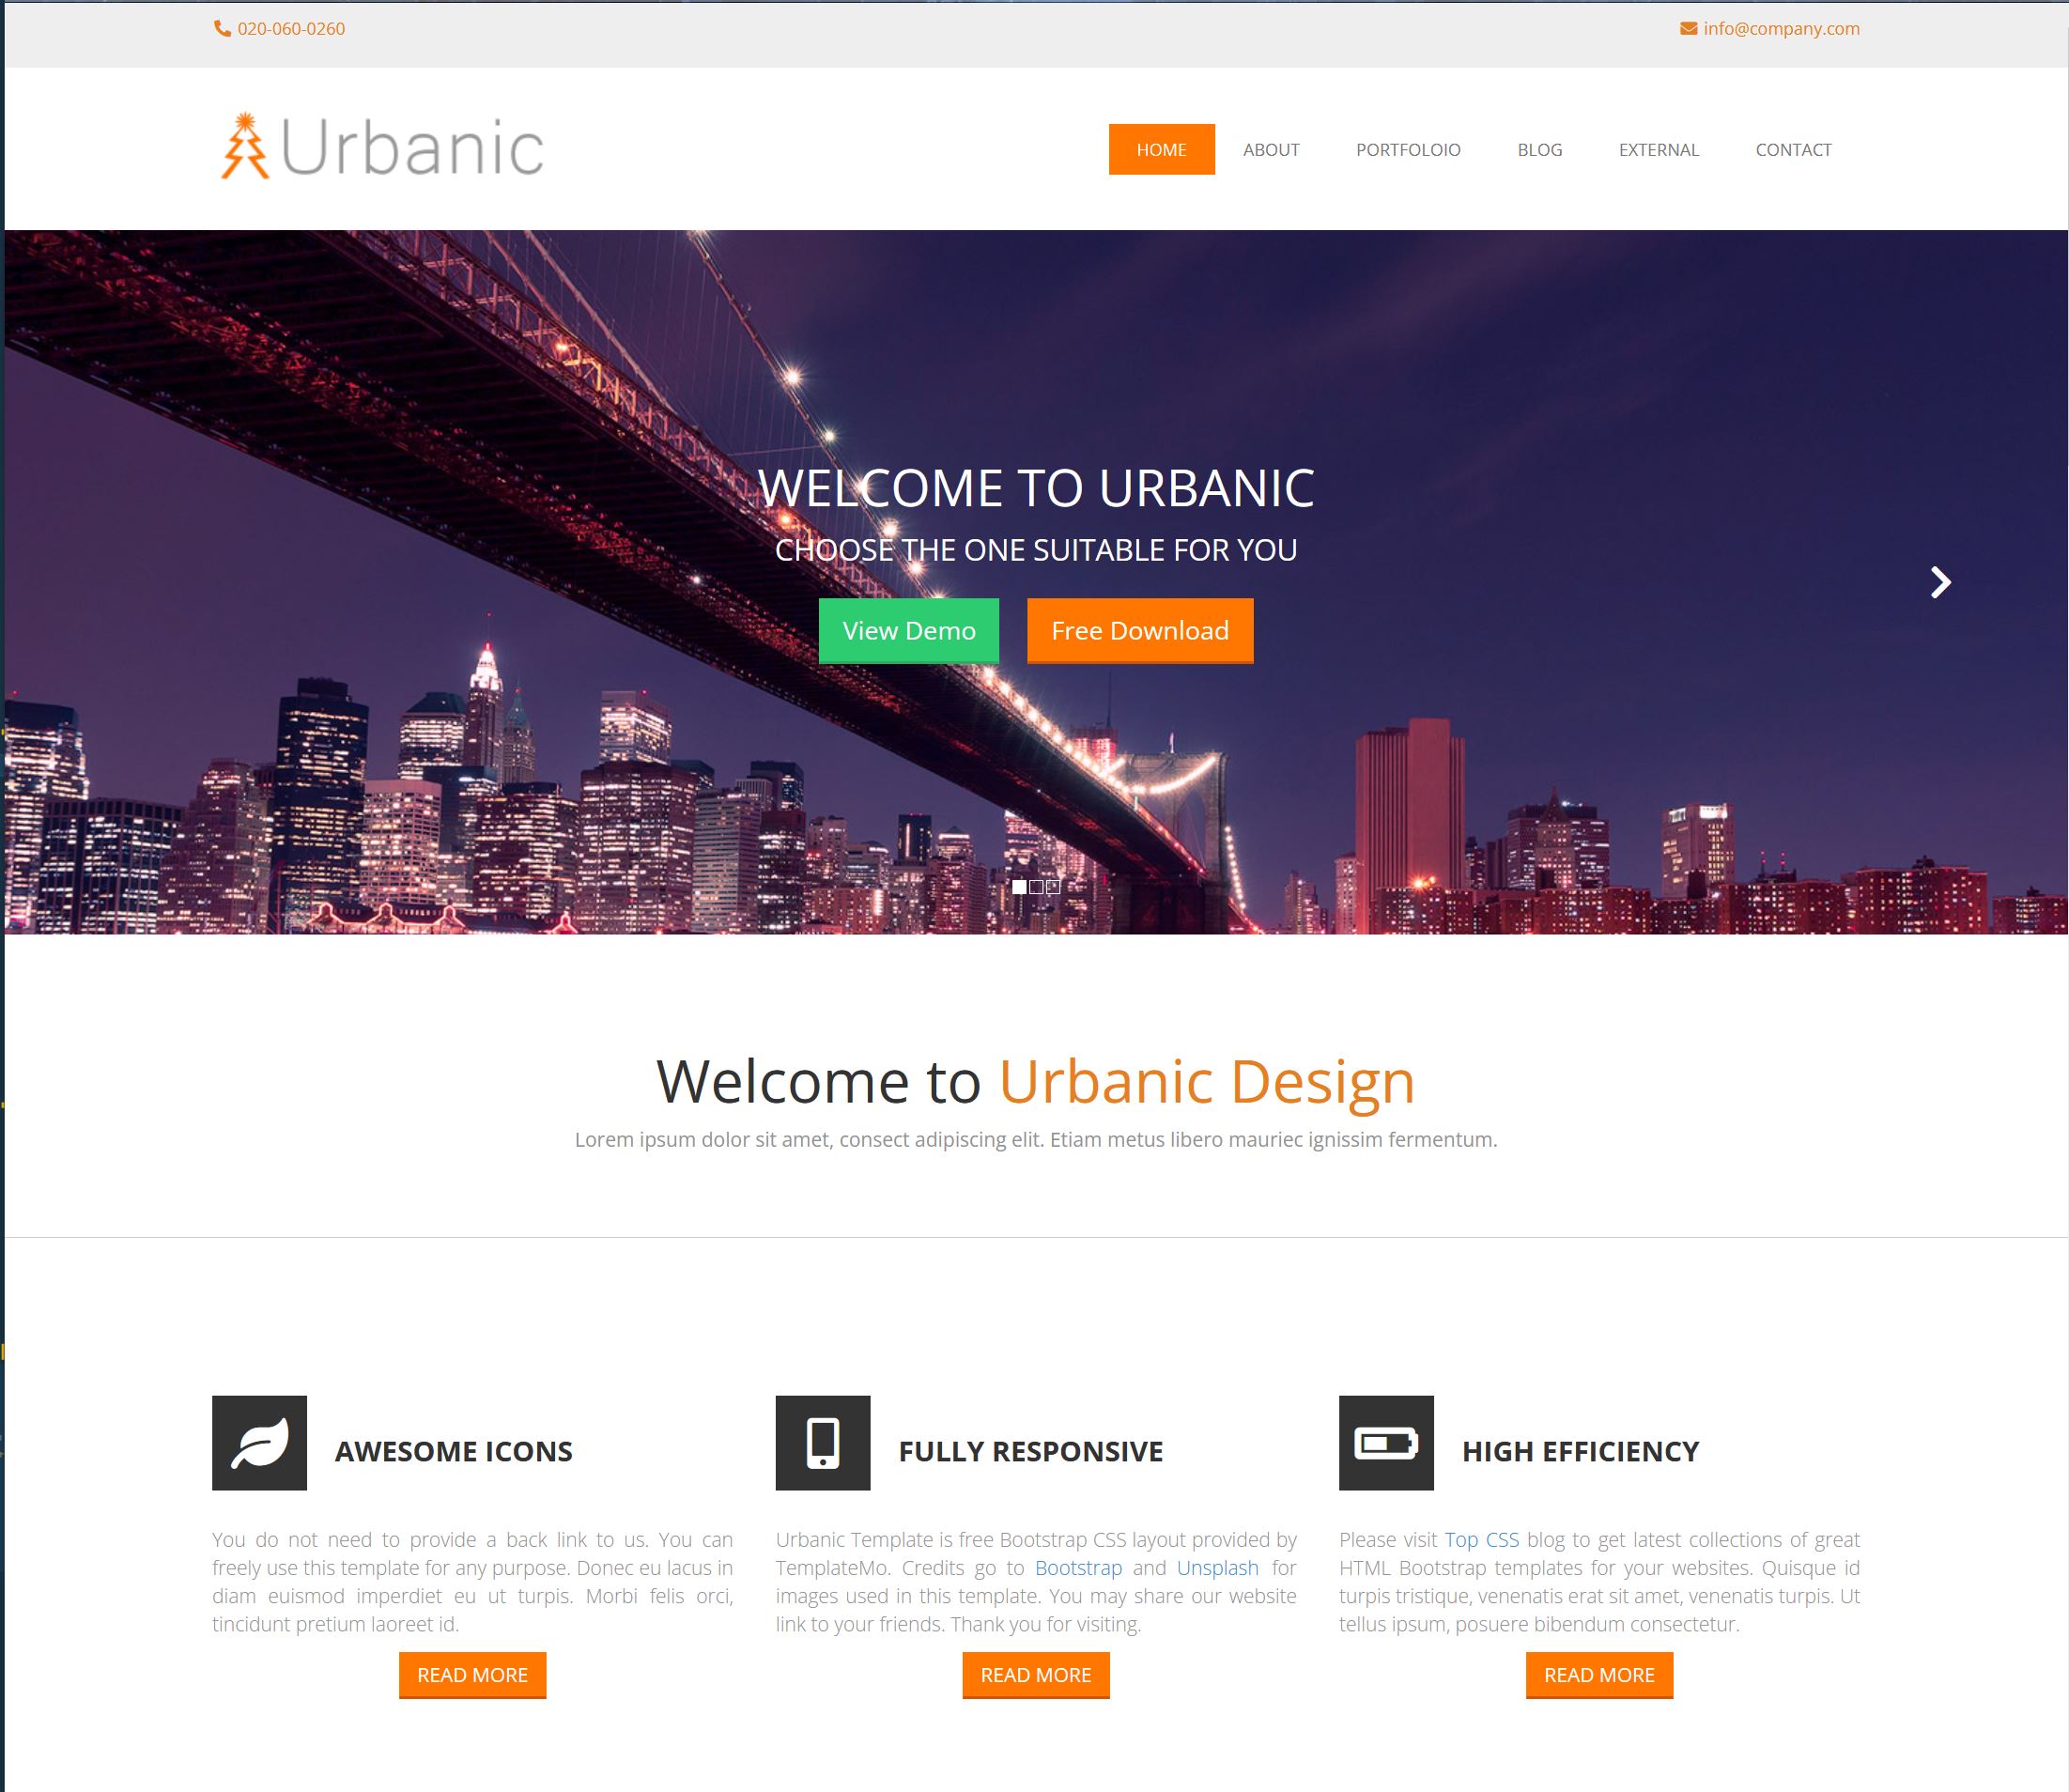 020-060-0260
info@company.com
Urbanic
HOME
ABOUT
PORTFOLOIO
BLOG
EXTERNAL
CONTACT
WELCOME TO URBANIC
CHOOSE THE ONE SUITABLE FOR YOU
View Demo
Free Download
Welcome to Urbanic Design
Lorem ipsum dolor sit amet, consect adipiscing elit. Etiam metus libero mauriec ignissim fermentum.
AWESOME ICONS
You do not need to provide a back link to us. You can
freely use this template for any purpose. Donec eu lacus in
diam euismod imperdiet eu ut turpis. Morbi felis orci,
tincidunt pretium laoreet id.
READ MORE
FULLY RESPONSIVE
Urbanic Template is free Bootstrap CSS layout provided by
TemplateMo. Credits go to Bootstrap and Unsplash for
images used in this template. You may share our website
link to your friends. Thank you for visiting.
READ MORE
HIGH EFFICIENCY
Please visit Top CSS blog to get latest collections of great
HTML Bootstrap templates for your websites. Quisque id
turpis tristique, venenatis erat sit amet, venenatis turpis. Ut
tellus ipsum, posuere bibendum consectetur.
READ MORE